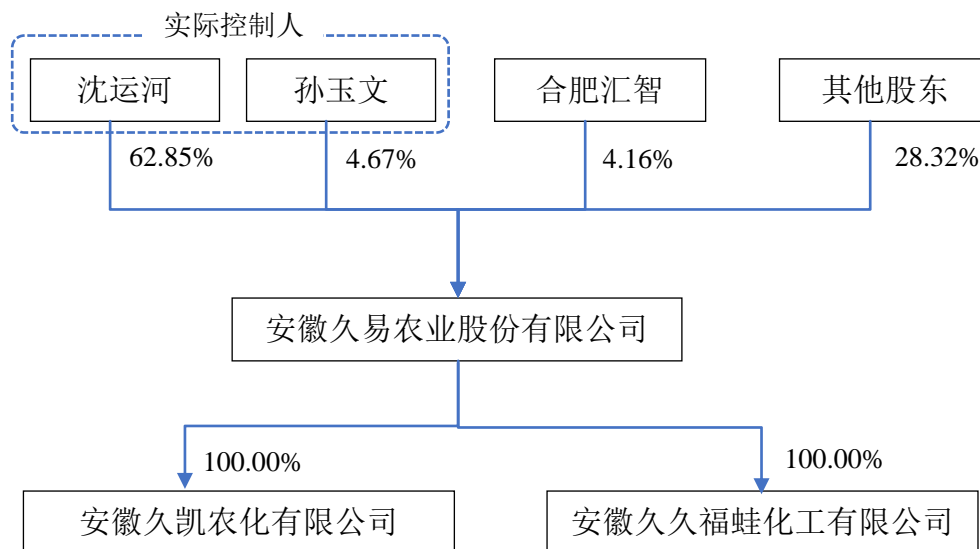 实际控制人
沈运河
孙玉文
合肥汇智
其他股东
62.85%
4.67%
4.16%
28.32%
安徽久易农业股份有限公司
100.00%
100.00%
安徽久凯农化有限公司
安徽久久福蛙化工有限公司